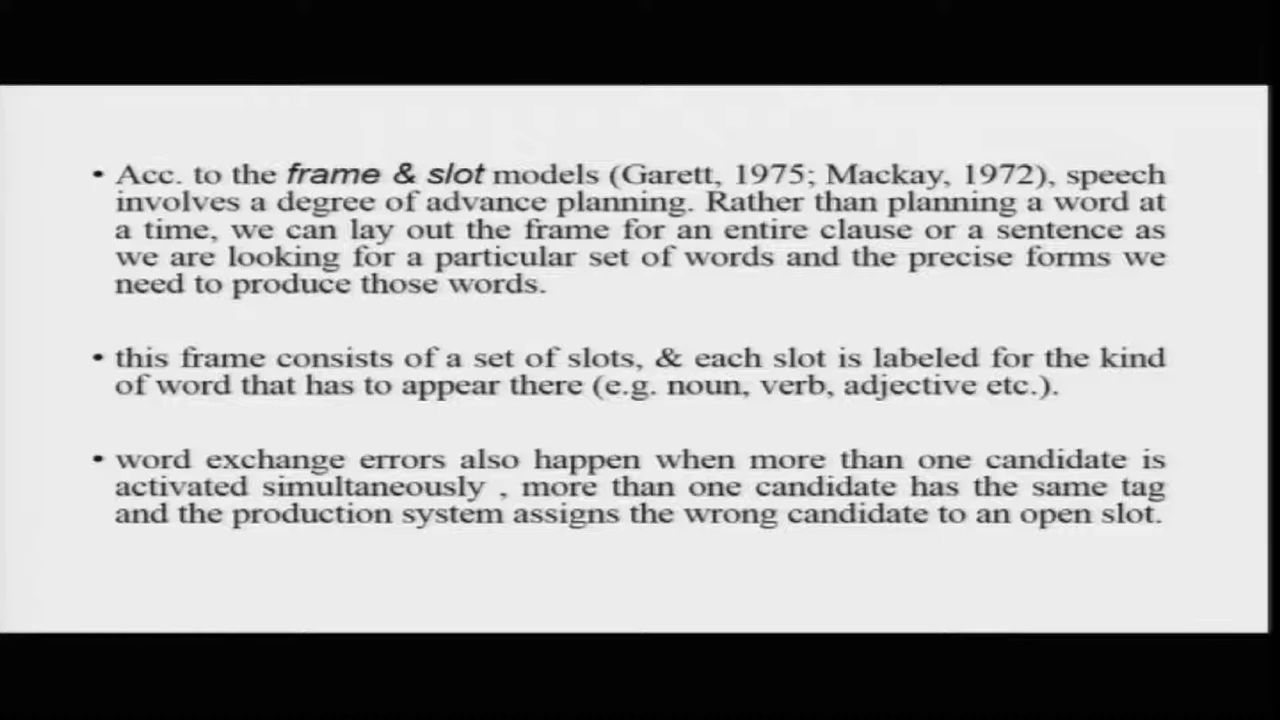 • Acc. to the frame & slot models (Garett, 1975; Mackay, 1972), speech
involves a degree of advance planning. Rather than planning a word at
a time, we can lay out the frame for an entire clause or a sentence as
we are looking for a particular set of words and the precise forms we
need to produce those words.
• this frame consists of a set of slots, & each slot is labeled for the kind
of word that has to appear there (e.g. noun, verb, adjective etc.).
• word exchange errors also happen when more than one candidate is
activated simultaneously , more than one candidate has the same tag
and the production system assigns the wrong candidate to an open slot.